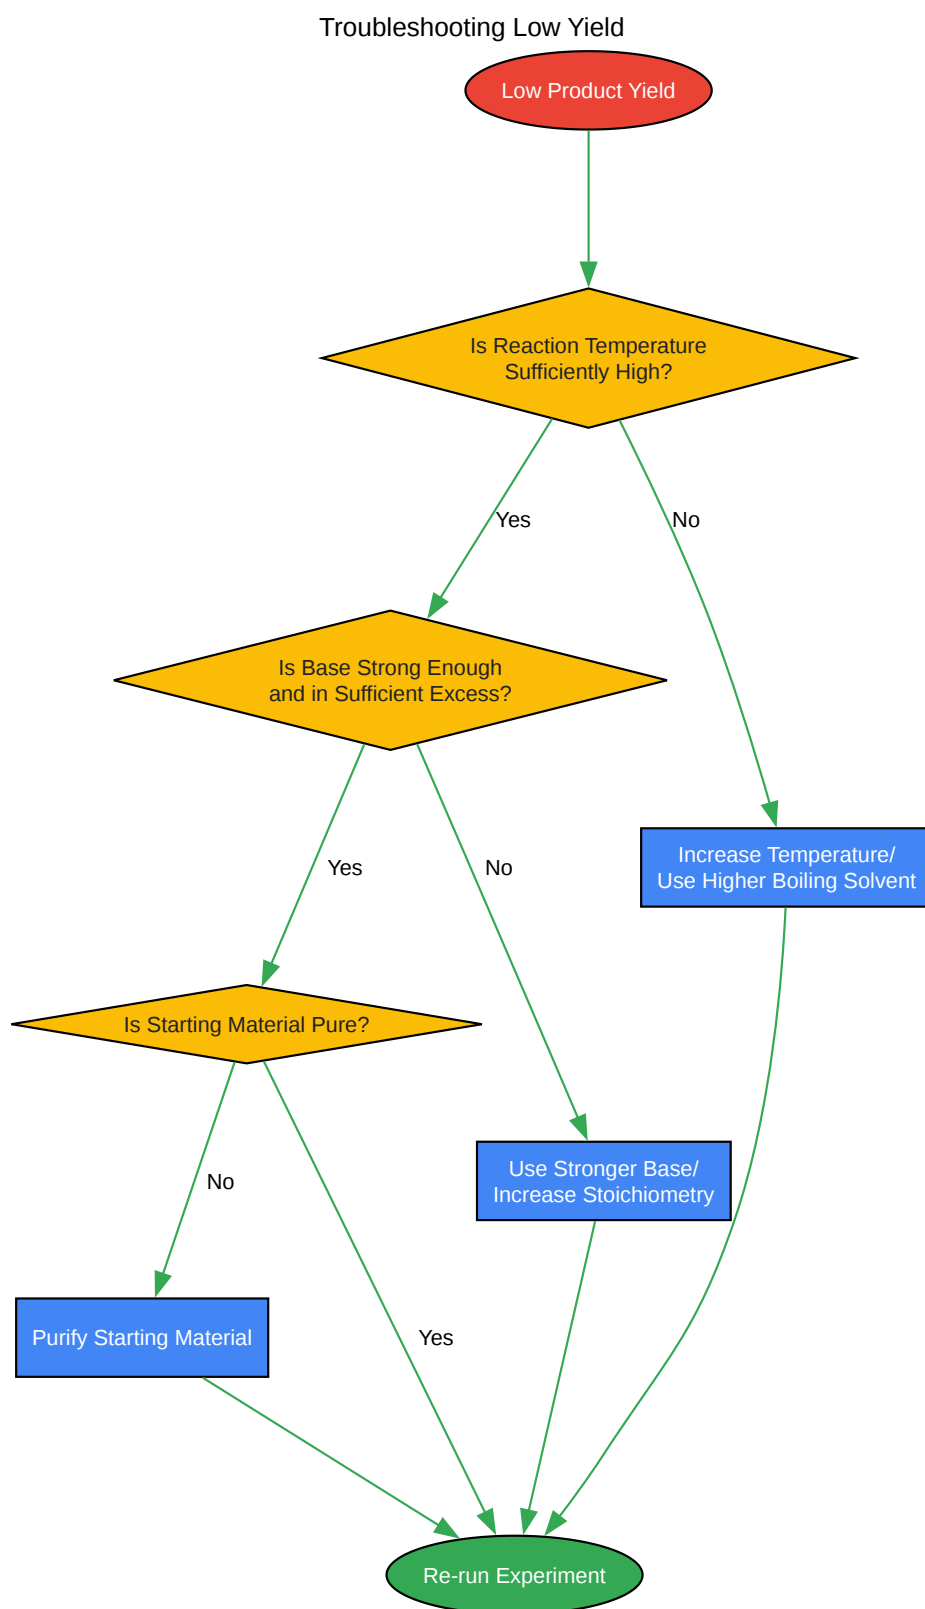 Troubleshooting Low Yield
Low Product Yield
Is Reaction Temperature
Sufficiently High?
Yes
No
Is Base Strong Enough
and in Sufficient Excess?
Increase Temperature/
Use Higher Boiling Solvent
Yes
No
Is Starting Material Pure?
Use Stronger Base/
Increase Stoichiometry
No
Purify Starting Material
Yes
Re-run Experiment